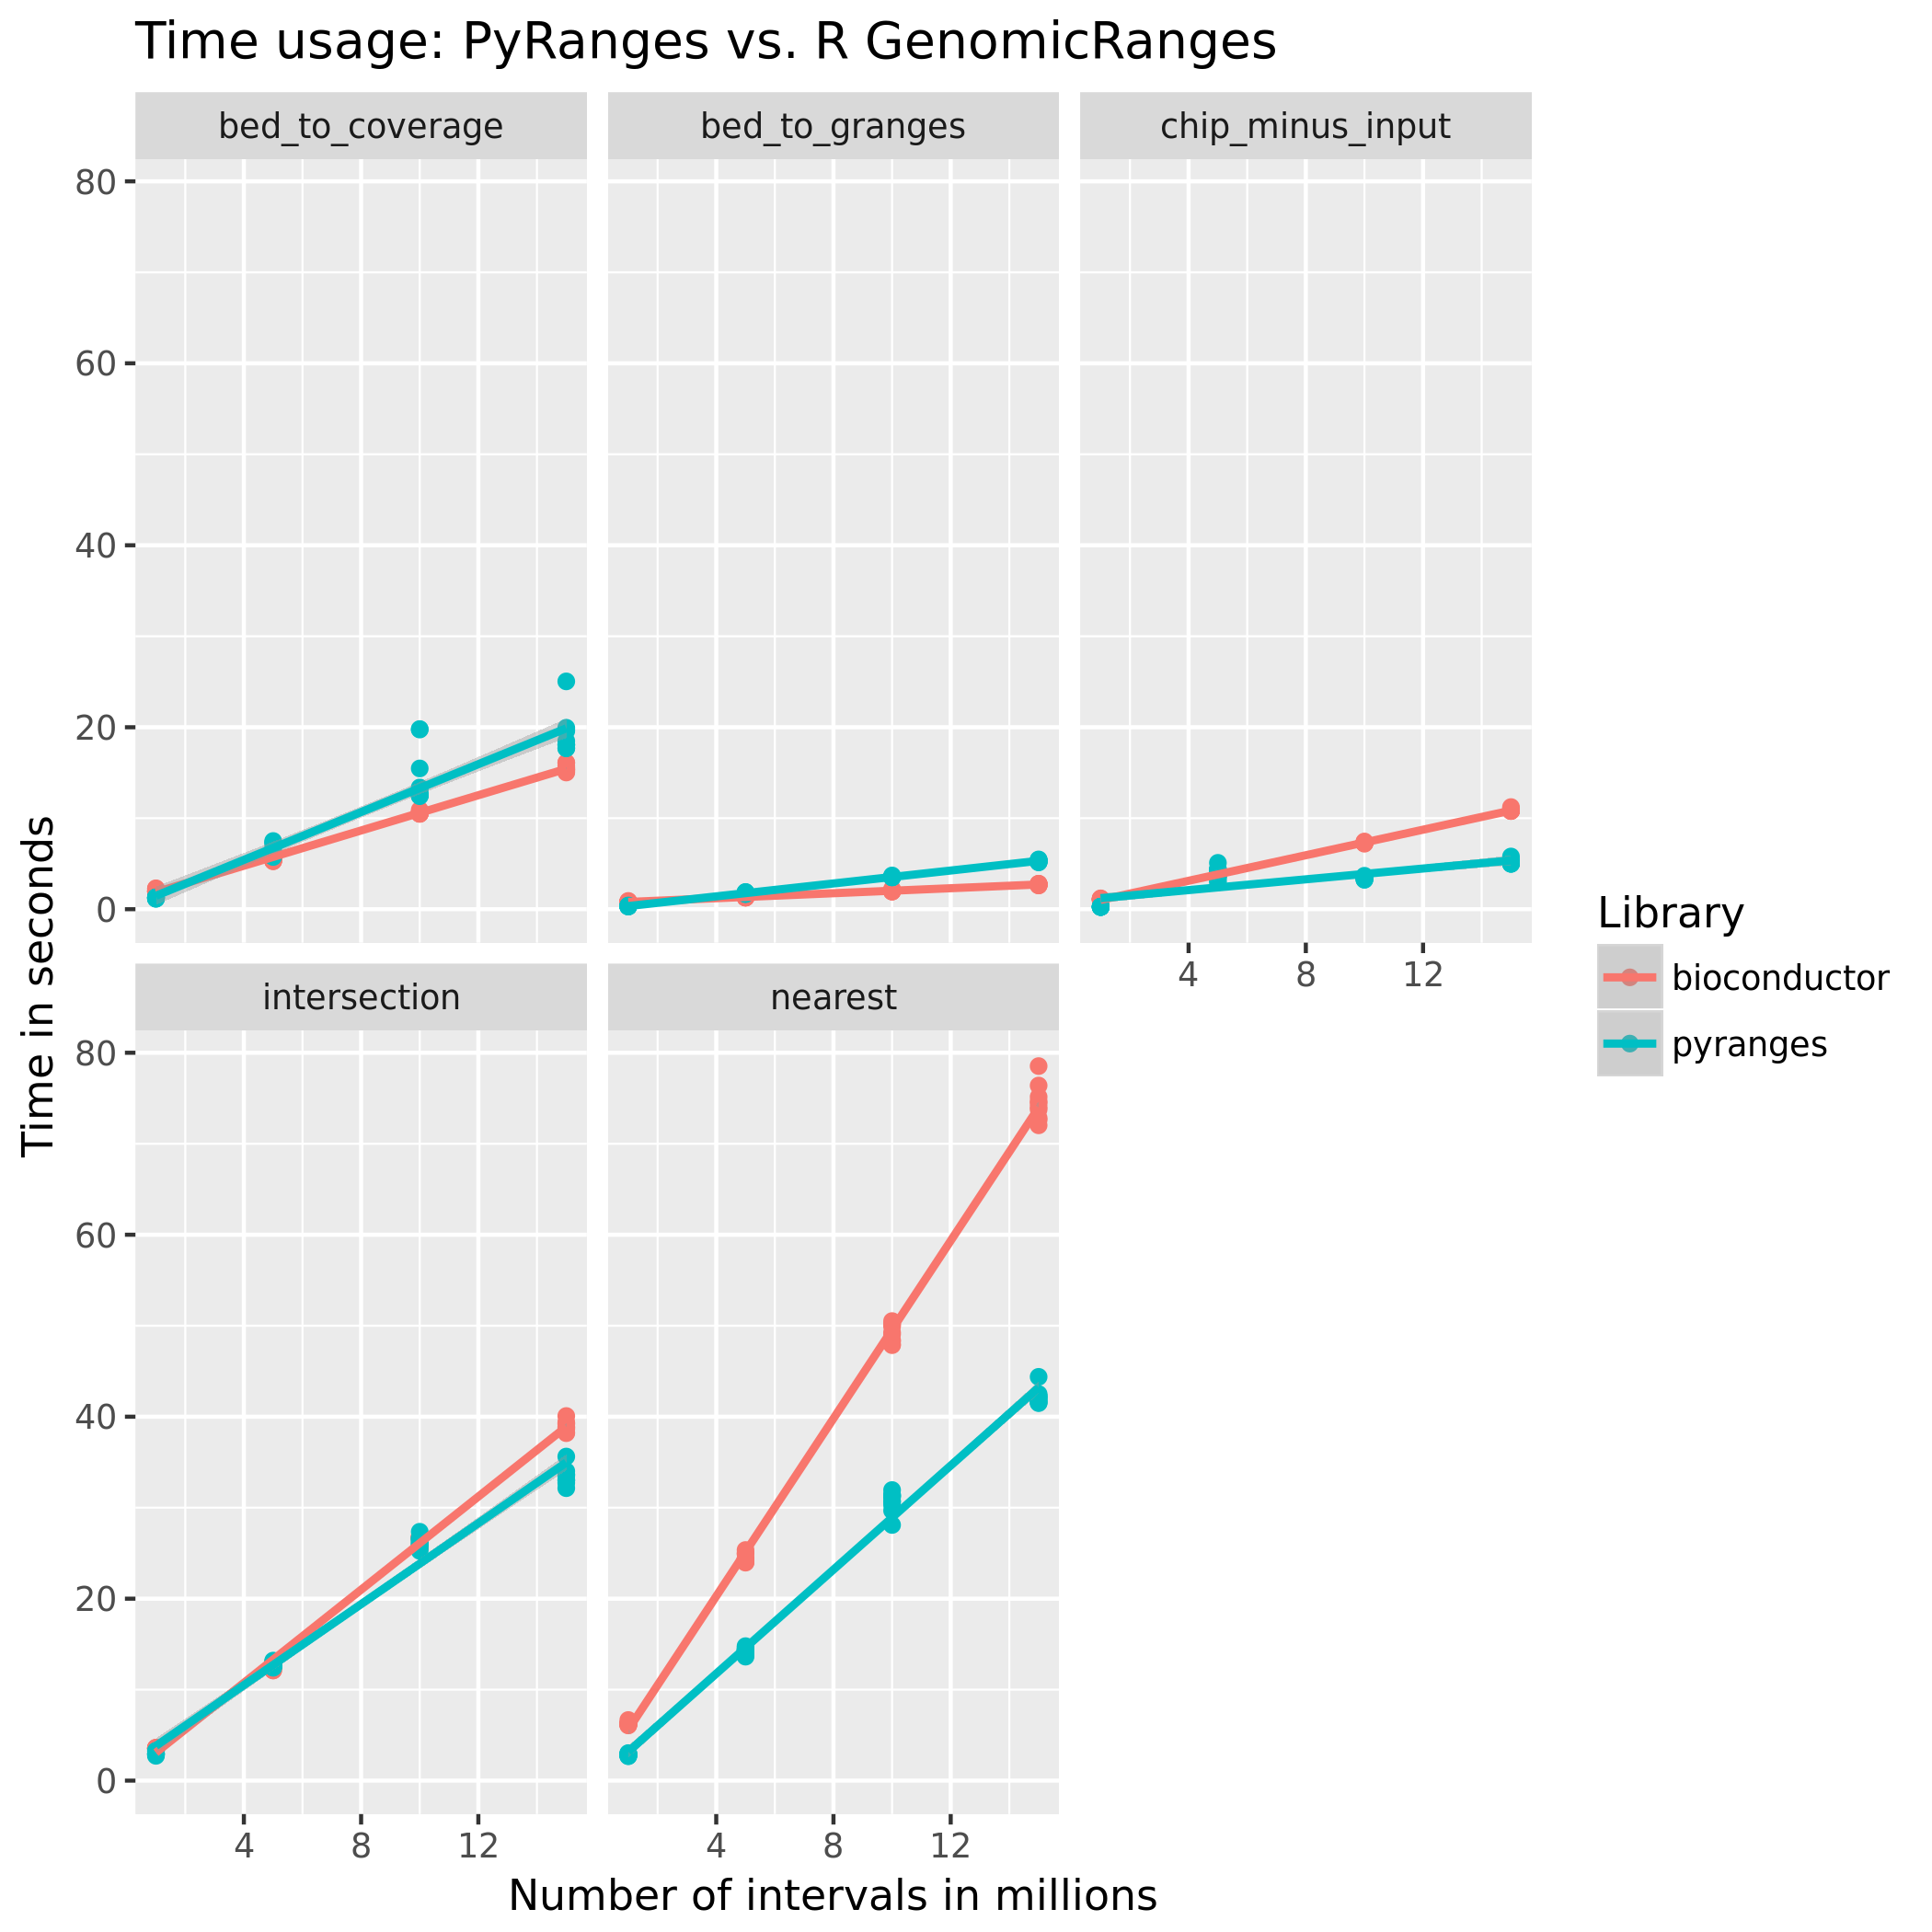 Time usage: PyRanges vs. R GenomicRanges
bed_to_coverage
bed_to_granges
chip_minus_input
80
60
40
20
0
4 8 12
intersection
nearest
80
60
40
20
0
4 8 12
4 8 12
Time in seconds
Number of intervals in millions
Library
bioconductor
pyranges